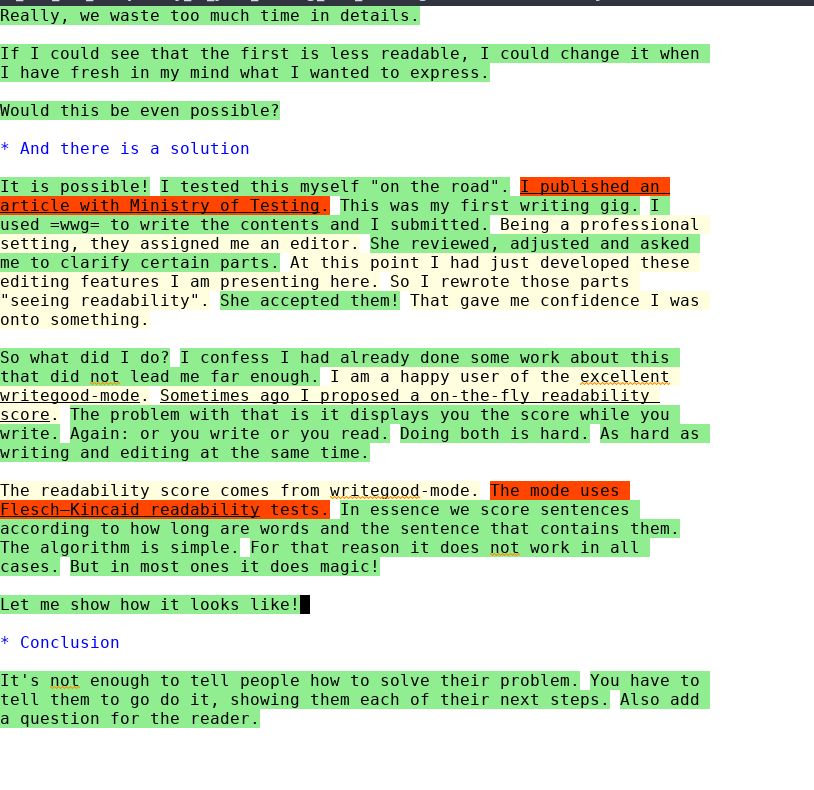 Really, we waste too much time in details.
If I could see that the first is less readable, I could change it when
I have fresh in my mind what I wanted to express.
Would this be even possible?
* And there is a solution
It is possible! I tested this myself "on the road". I published an
article with Ministry of Testing. This was my first writing gig. I
used =wwg= to write the contents and I submitted. Being a professional
setting, they assigned me an editor. She reviewed, adjusted and asked
me to clarify certain parts. At this point I had just developed these
editing features I am presenting here. So I rewrote those parts
"seeing readability". She accepted them! That gave me confidence I was
onto something.
So what did I do? I confess I had already done some work about this
that did not lead me far enough. I am a happy user of the excellent
writegood-mode. Sometimes ago I proposed a on-the-fly readability
score. The problem with that is it displays you the score while you
write. Again: or you write or you read. Doing both is hard. As hard as
writing and editing at the same time.
The readability score comes from writegood-mode. The mode uses
Flesch–Kincaid readability tests. In essence we score sentences
according to how long are words and the sentence that contains them.
The algorithm is simple. For that reason it does not work in all
cases. But in most ones it does magic!
Let me show how it looks like!
* Conclusion
It's not enough to tell people how to solve their problem. You have to
tell them to go do it, showing them each of their next steps. Also add
a question for the reader.